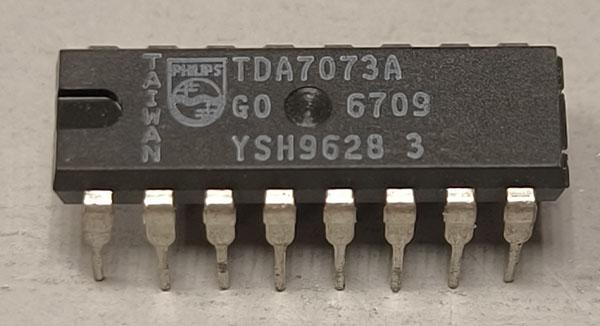 TAIWAN
PHILIPS
TDA7073A
GO 6709
YSH9628 3